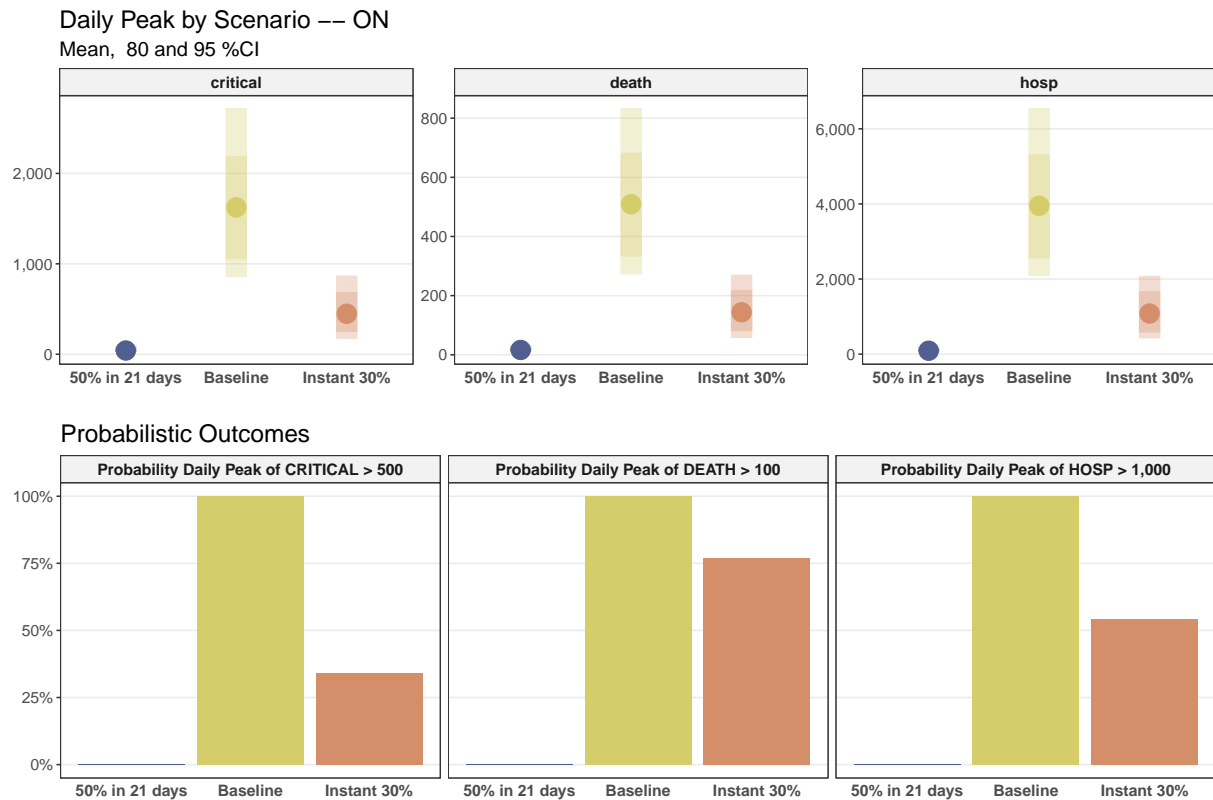 Daily Peak by Scenario −− ON
Mean,  80 and 95 %CI
critical
death
hosp
2,000
1,000
0
800
600
400
200
0
6,000
4,000
2,000
0
50% in 21 days Baseline Instant 30%
50% in 21 days Baseline Instant 30%
50% in 21 days Baseline Instant 30%
Probabilistic Outcomes
Probability Daily Peak of CRITICAL > 500
Probability Daily Peak of DEATH > 100
Probability Daily Peak of HOSP > 1,000
100%
75%
50%
25%
0%
50% in 21 days Baseline Instant 30%
50% in 21 days Baseline Instant 30%
50% in 21 days Baseline Instant 30%